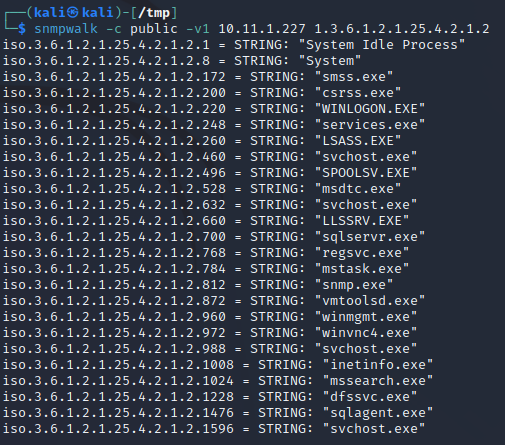 ┌──(kali㉿kali)-[/tmp]
└─$ snmpwalk -c public -v1 10.11.1.227 1.3.6.1.2.1.25.4.2.1.2
iso.3.6.1.2.1.25.4.2.1.2.1 = STRING: "System Idle Process"
iso.3.6.1.2.1.25.4.2.1.2.8 = STRING: "System"
iso.3.6.1.2.1.25.4.2.1.2.172 = STRING: "smss.exe"
iso.3.6.1.2.1.25.4.2.1.2.200 = STRING: "csrss.exe"
iso.3.6.1.2.1.25.4.2.1.2.220 = STRING: "WINLOGON.EXE"
iso.3.6.1.2.1.25.4.2.1.2.248 = STRING: "services.exe"
iso.3.6.1.2.1.25.4.2.1.2.260 = STRING: "LSASS.EXE"
iso.3.6.1.2.1.25.4.2.1.2.460 = STRING: "svchost.exe"
iso.3.6.1.2.1.25.4.2.1.2.496 = STRING: "SPOOLSV.EXE"
iso.3.6.1.2.1.25.4.2.1.2.528 = STRING: "msdtc.exe"
iso.3.6.1.2.1.25.4.2.1.2.632 = STRING: "svchost.exe"
iso.3.6.1.2.1.25.4.2.1.2.660 = STRING: "LLSSRV.EXE"
iso.3.6.1.2.1.25.4.2.1.2.700 = STRING: "sqlservr.exe"
iso.3.6.1.2.1.25.4.2.1.2.768 = STRING: "regsvc.exe"
iso.3.6.1.2.1.25.4.2.1.2.784 = STRING: "mstask.exe"
iso.3.6.1.2.1.25.4.2.1.2.812 = STRING: "snmp.exe"
iso.3.6.1.2.1.25.4.2.1.2.872 = STRING: "vmtoolsd.exe"
iso.3.6.1.2.1.25.4.2.1.2.960 = STRING: "winmgmt.exe"
iso.3.6.1.2.1.25.4.2.1.2.972 = STRING: "winvnc4.exe"
iso.3.6.1.2.1.25.4.2.1.2.988 = STRING: "svchost.exe"
iso.3.6.1.2.1.25.4.2.1.2.1008 = STRING: "inetinfo.exe"
iso.3.6.1.2.1.25.4.2.1.2.1024 = STRING: "mssearch.exe"
iso.3.6.1.2.1.25.4.2.1.2.1228 = STRING: "dfssvc.exe"
iso.3.6.1.2.1.25.4.2.1.2.1476 = STRING: "sqlagent.exe"
iso.3.6.1.2.1.25.4.2.1.2.1596 = STRING: "svchost.exe"